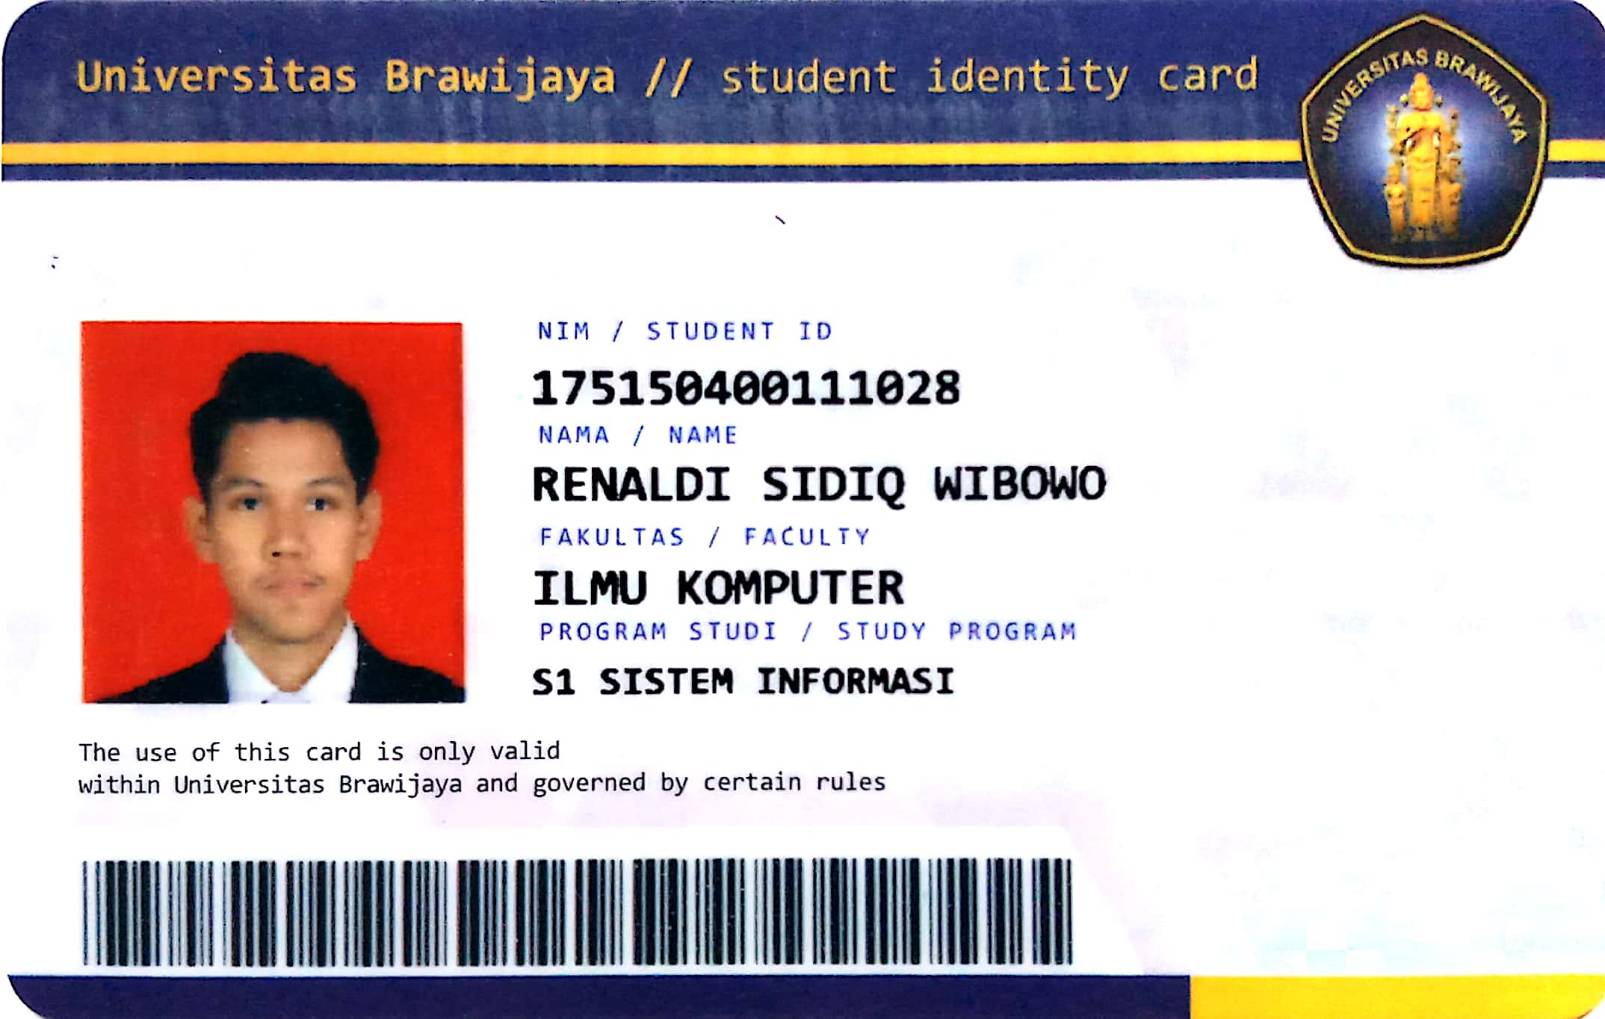 Universitas Brawijaya // student identity card
UNIVERSITAS BRAWIJAYA
NIM / STUDENT ID
175150400111028
NAMA / NAME
RENALDI SIDIQ WIBOWO
FAKULTAS / FACULTY
ILMU KOMPUTER
PROGRAM STUDI / STUDY PROGRAM
S1 SISTEM INFORMASI
The use of this card is only valid
within Universitas Brawijaya and governed by certain rules